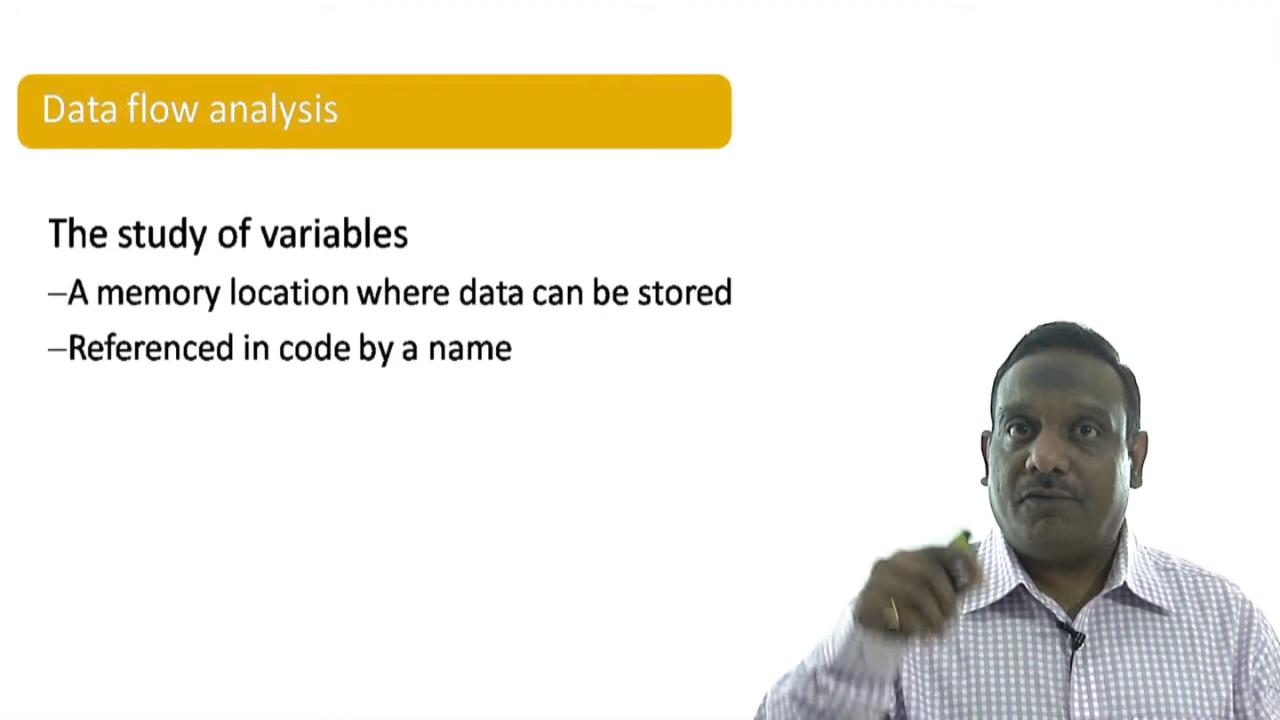 Data flow analysis
The study of variables
–A memory location where data can be stored
–Referenced in code by a name